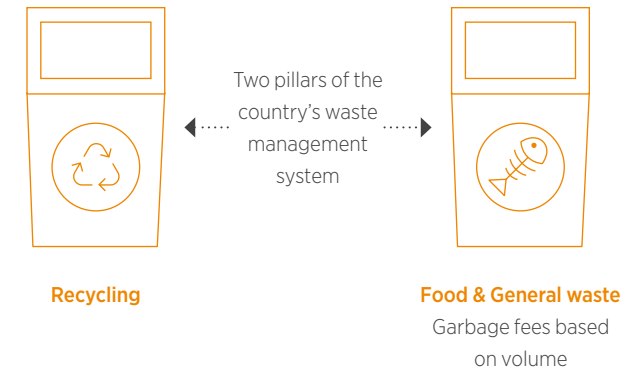 Two pillars of the
country’s waste
management
system
Recycling
Food & General waste
Garbage fees based
on volume